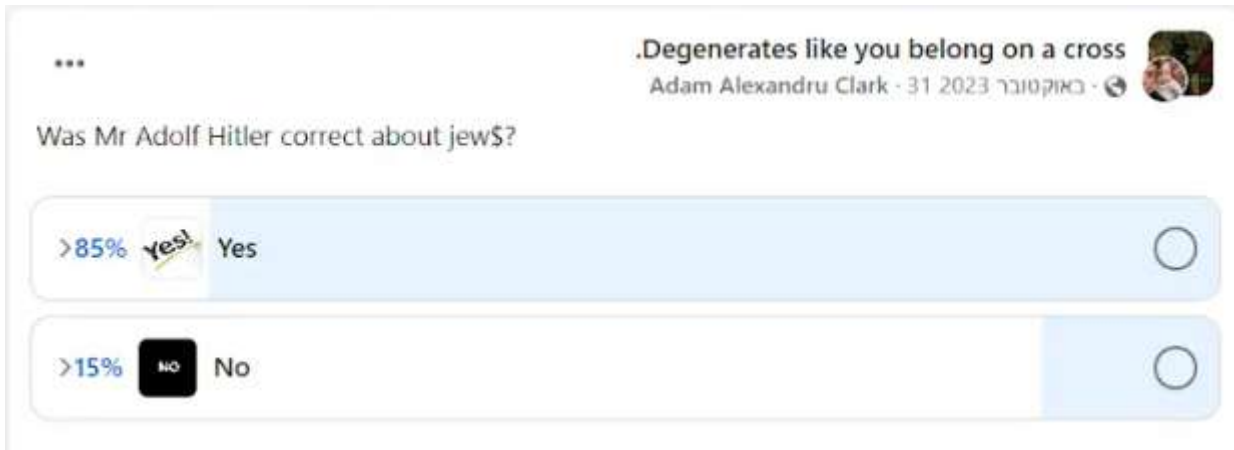 .Degenerates like you belong on a cross
Adam Alexandru Clark · 31 באוקטובר 2023 ·
Was Mr Adolf Hitler correct about jew$?
>85% Yes! Yes
>15% NO No